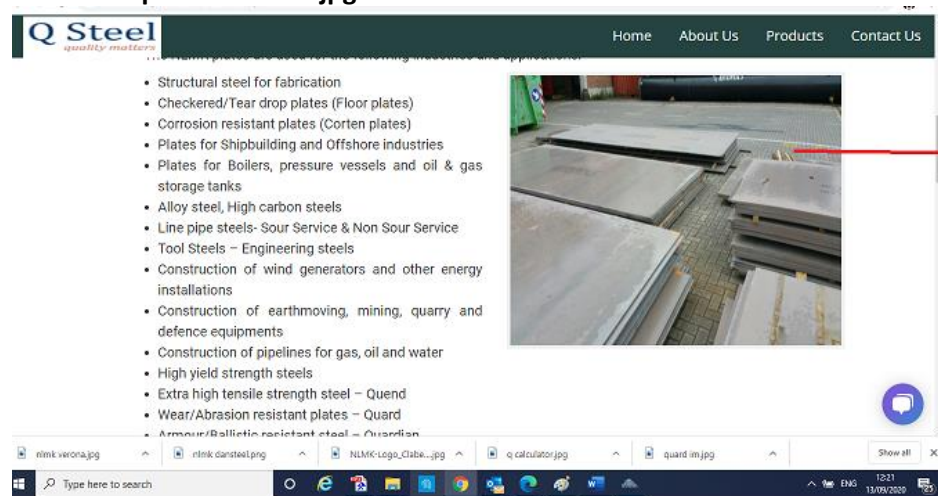 Q Steel
quality matters
Home About Us Products Contact Us
• Structural steel for fabrication
• Checkered/Tear drop plates (Floor plates)
• Corrosion resistant plates (Corten plates)
• Plates for Shipbuilding and Offshore industries
• Plates for Boilers, pressure vessels and oil & gas
storage tanks
• Alloy steel, High carbon steels
• Line pipe steels- Sour Service & Non Sour Service
• Tool Steels – Engineering steels
• Construction of wind generators and other energy
installations
• Construction of earthmoving, mining, quarry and
defence equipments
• Construction of pipelines for gas, oil and water
• High yield strength steels
• Extra high tensile strength steel – Quend
• Wear/Abrasion resistant plates – Quard
• Armour/Ballistic resistant steel – Quardian
nlmk verona.jpg
nlmk dansteel.png
NLMK-Logo_Clabe....jpg
q calculator.jpg
quard im.jpg
Show all
Type here to search
ENG
12:21
13/09/2020